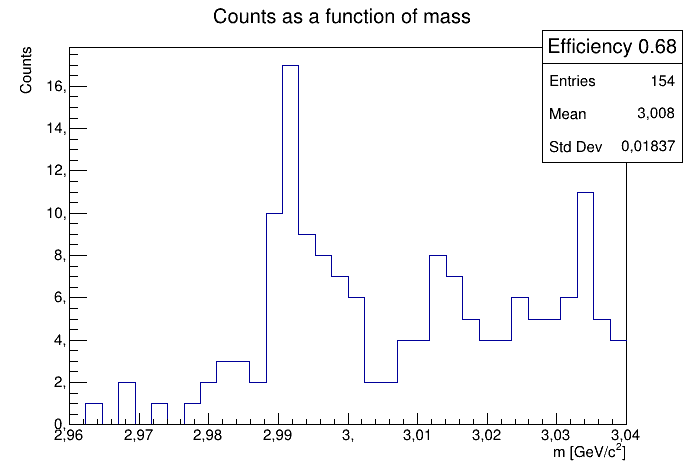 Counts as a function of mass
Efficiency 0.68
Entries 154
Mean 3,008
Std Dev 0,01837
Counts
16,
14,
12,
10,
8,
6,
4,
2,
0,
2,96 2,97 2,98 2,99 3, 3,01 3,02 3,03 3,04
m [GeV/c²]